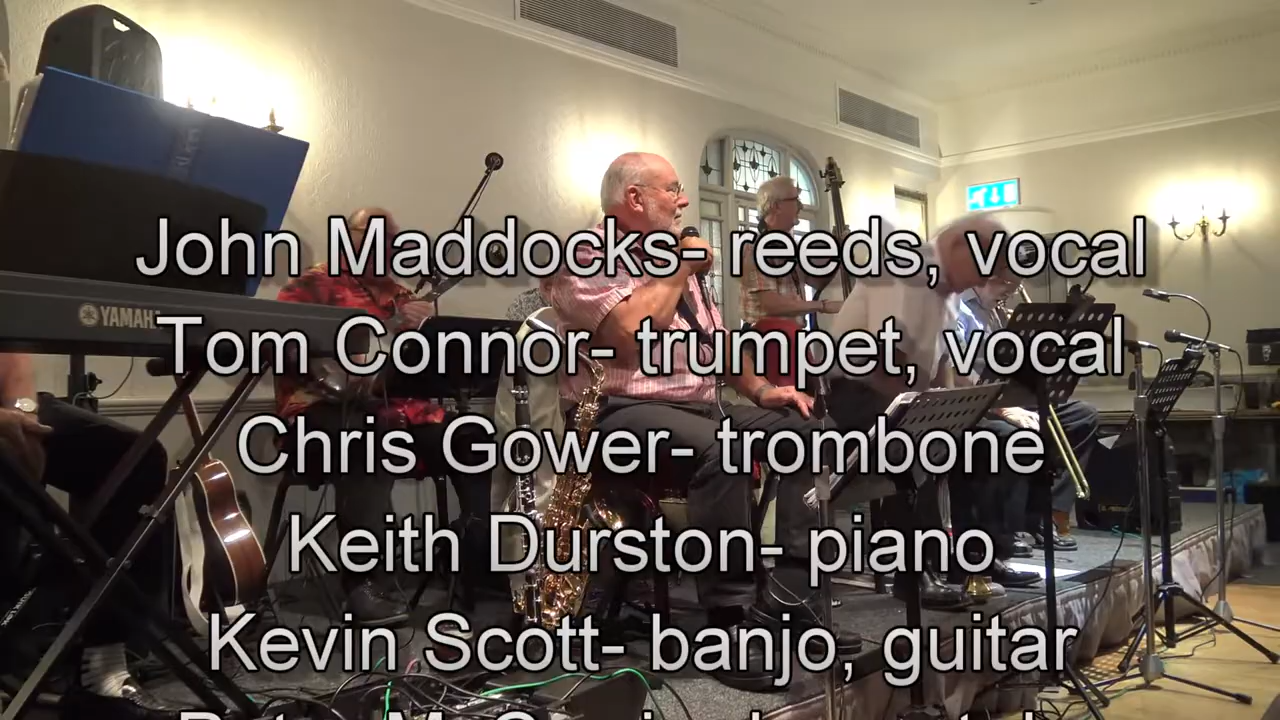 YAMAHA
John Maddocks- reeds, vocal
Tom Connor- trumpet, vocal
Chris Gower- trombone
Keith Durston- piano
Kevin Scott- banjo, guitar